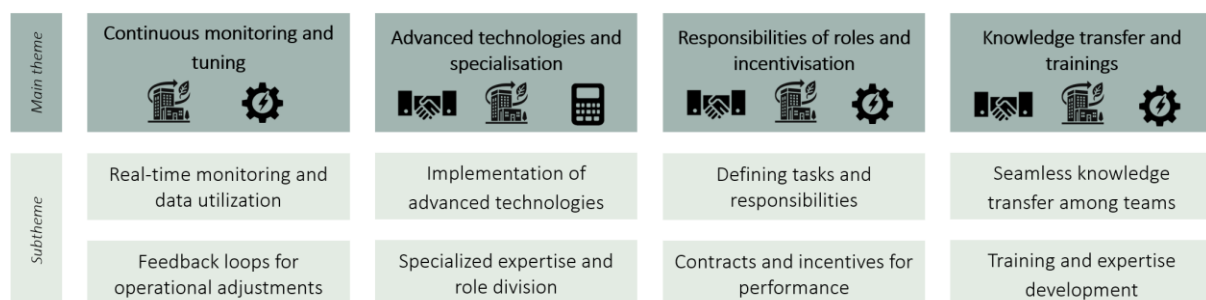 Main theme
Continuous monitoring and
tuning
Advanced technologies and
specialisation
Responsibilities of roles and
incentivisation
Knowledge transfer and
trainings
Subtheme
Real-time monitoring and
data utilization
Implementation of
advanced technologies
Defining tasks and
responsibilities
Seamless knowledge
transfer among teams
Feedback loops for
operational adjustments
Specialized expertise and
role division
Contracts and incentives for
performance
Training and expertise
development